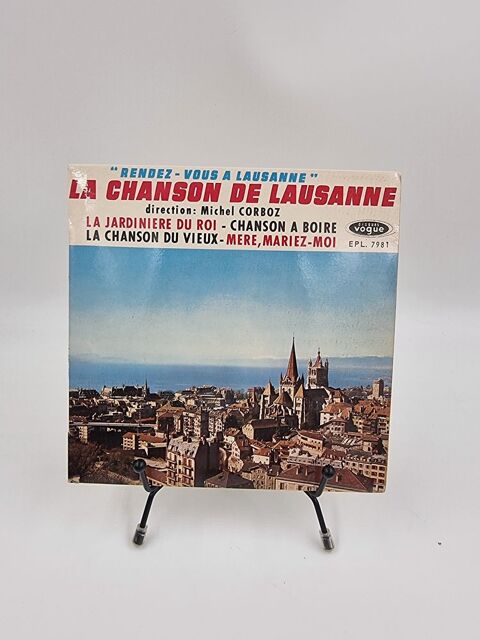 "RENDEZ-VOUS A LAUSANNE"
LA CHANSON DE LAUSANNE
direction: Michel CORBOZ
LA JARDINIERE DU ROI - CHANSON A BOIRE
LA CHANSON DU VIEUX - MERE, MARIEZ-MOI
DISQUES
vogue
EPL. 7981